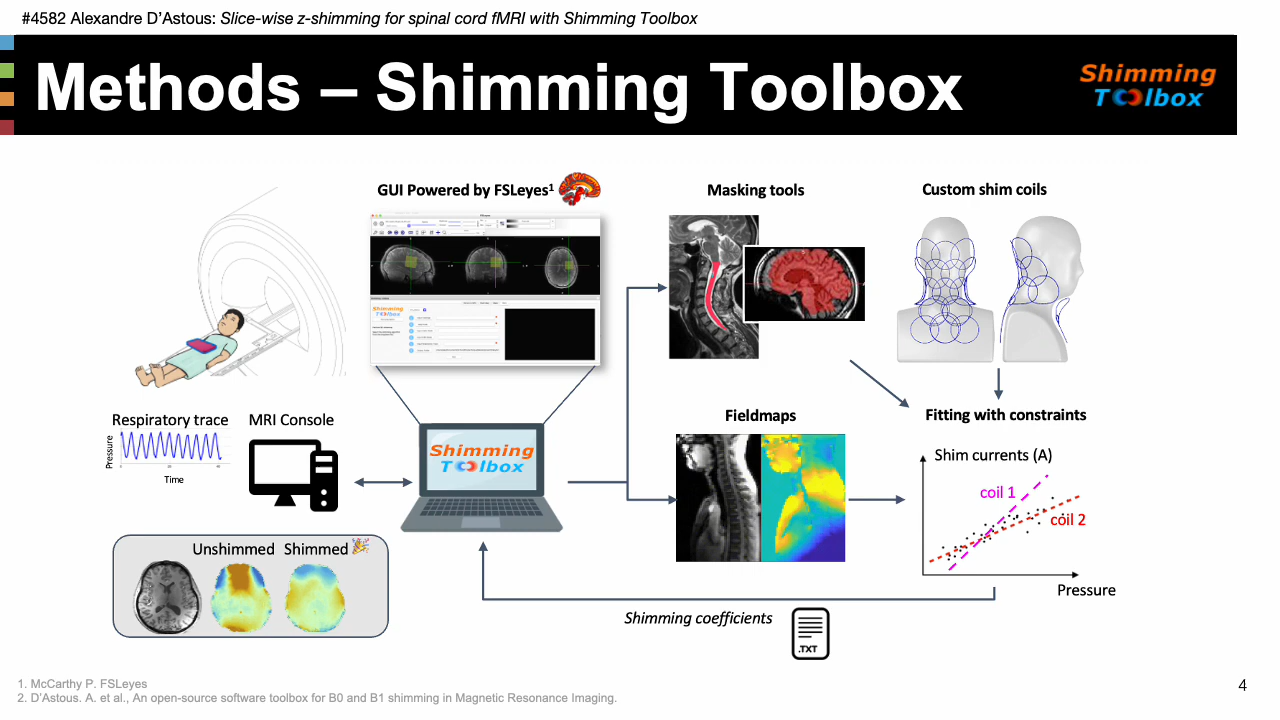 #4582 Alexandre D'Astous: Slice-wise z-shimming for spinal cord fMRI with Shimming Toolbox
Methods – Shimming Toolbox
Shimming
Toolbox
GUI Powered by FSLeyes1
Masking tools
Custom shim coils
Shimming
Toolbox
Respiratory trace
MRI Console
Pressure
Time
Shimming
Toolbox
Fieldmaps
Fitting with constraints
Shim currents (A)
coil 1
coil 2
Pressure
Unshimmed
Shimmed
Shimming coefficients
.TXT
1. McCarthy P. FSLeyes
2. D'Astous. A. et al., An open-source software toolbox for B0 and B1 shimming in Magnetic Resonance Imaging.
4